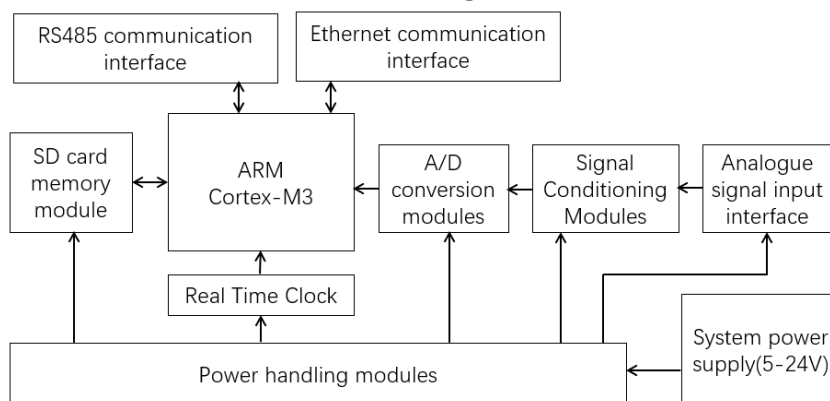 RS485 communication
interface
Ethernet communication
interface
SD card
memory
module
ARM
Cortex-M3
A/D
conversion
modules
Signal
Conditioning
Modules
Analogue
signal input
interface
Real Time Clock
Power handling modules
System power
supply(5-24V)